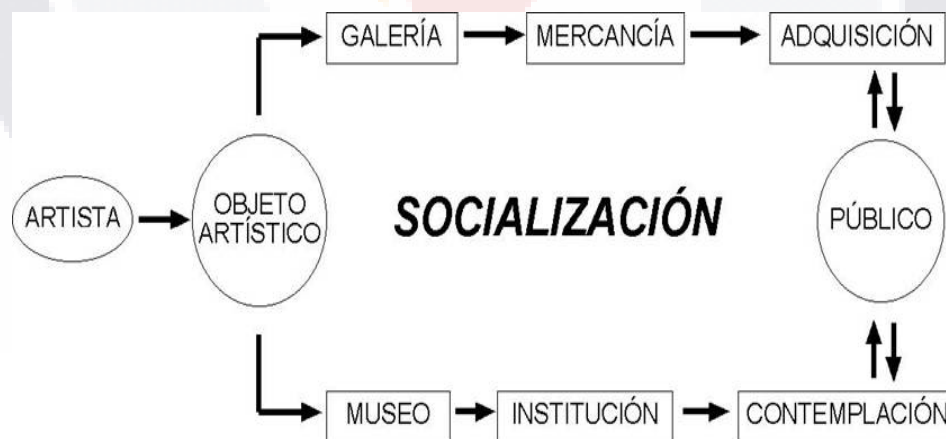 GALERÍA
MERCANCÍA
ADQUISICIÓN
ARTISTA
OBJETO
ARTÍSTICO
SOCIALIZACIÓN
PÚBLICO
MUSEO
INSTITUCIÓN
CONTEMPLACIÓN